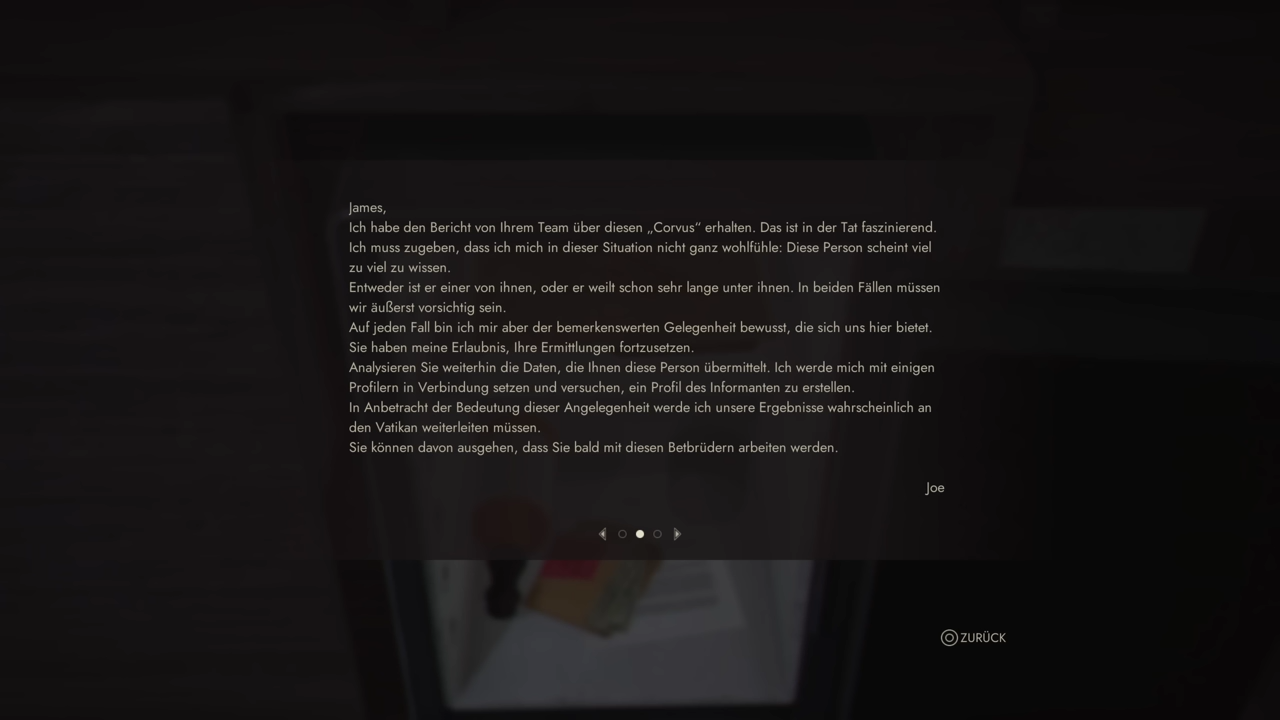 James,
Ich habe den Bericht von Ihrem Team über diesen „Corvus“ erhalten. Das ist in der Tat faszinierend.
Ich muss zugeben, dass ich mich in dieser Situation nicht ganz wohlfühle: Diese Person scheint viel
zu viel zu wissen.
Entweder ist er einer von ihnen, oder er weilt schon sehr lange unter ihnen. In beiden Fällen müssen
wir äußerst vorsichtig sein.
Auf jeden Fall bin ich mir aber der bemerkenswerten Gelegenheit bewusst, die sich uns hier bietet.
Sie haben meine Erlaubnis, Ihre Ermittlungen fortzusetzen.
Analysieren Sie weiterhin die Daten, die Ihnen diese Person übermittelt. Ich werde mich mit einigen
Profilern in Verbindung setzen und versuchen, ein Profil des Informanten zu erstellen.
In Anbetracht der Bedeutung dieser Angelegenheit werde ich unsere Ergebnisse wahrscheinlich an
den Vatikan weiterleiten müssen.
Sie können davon ausgehen, dass Sie bald mit diesen Betbrüdern arbeiten werden.
Joe
ZURÜCK